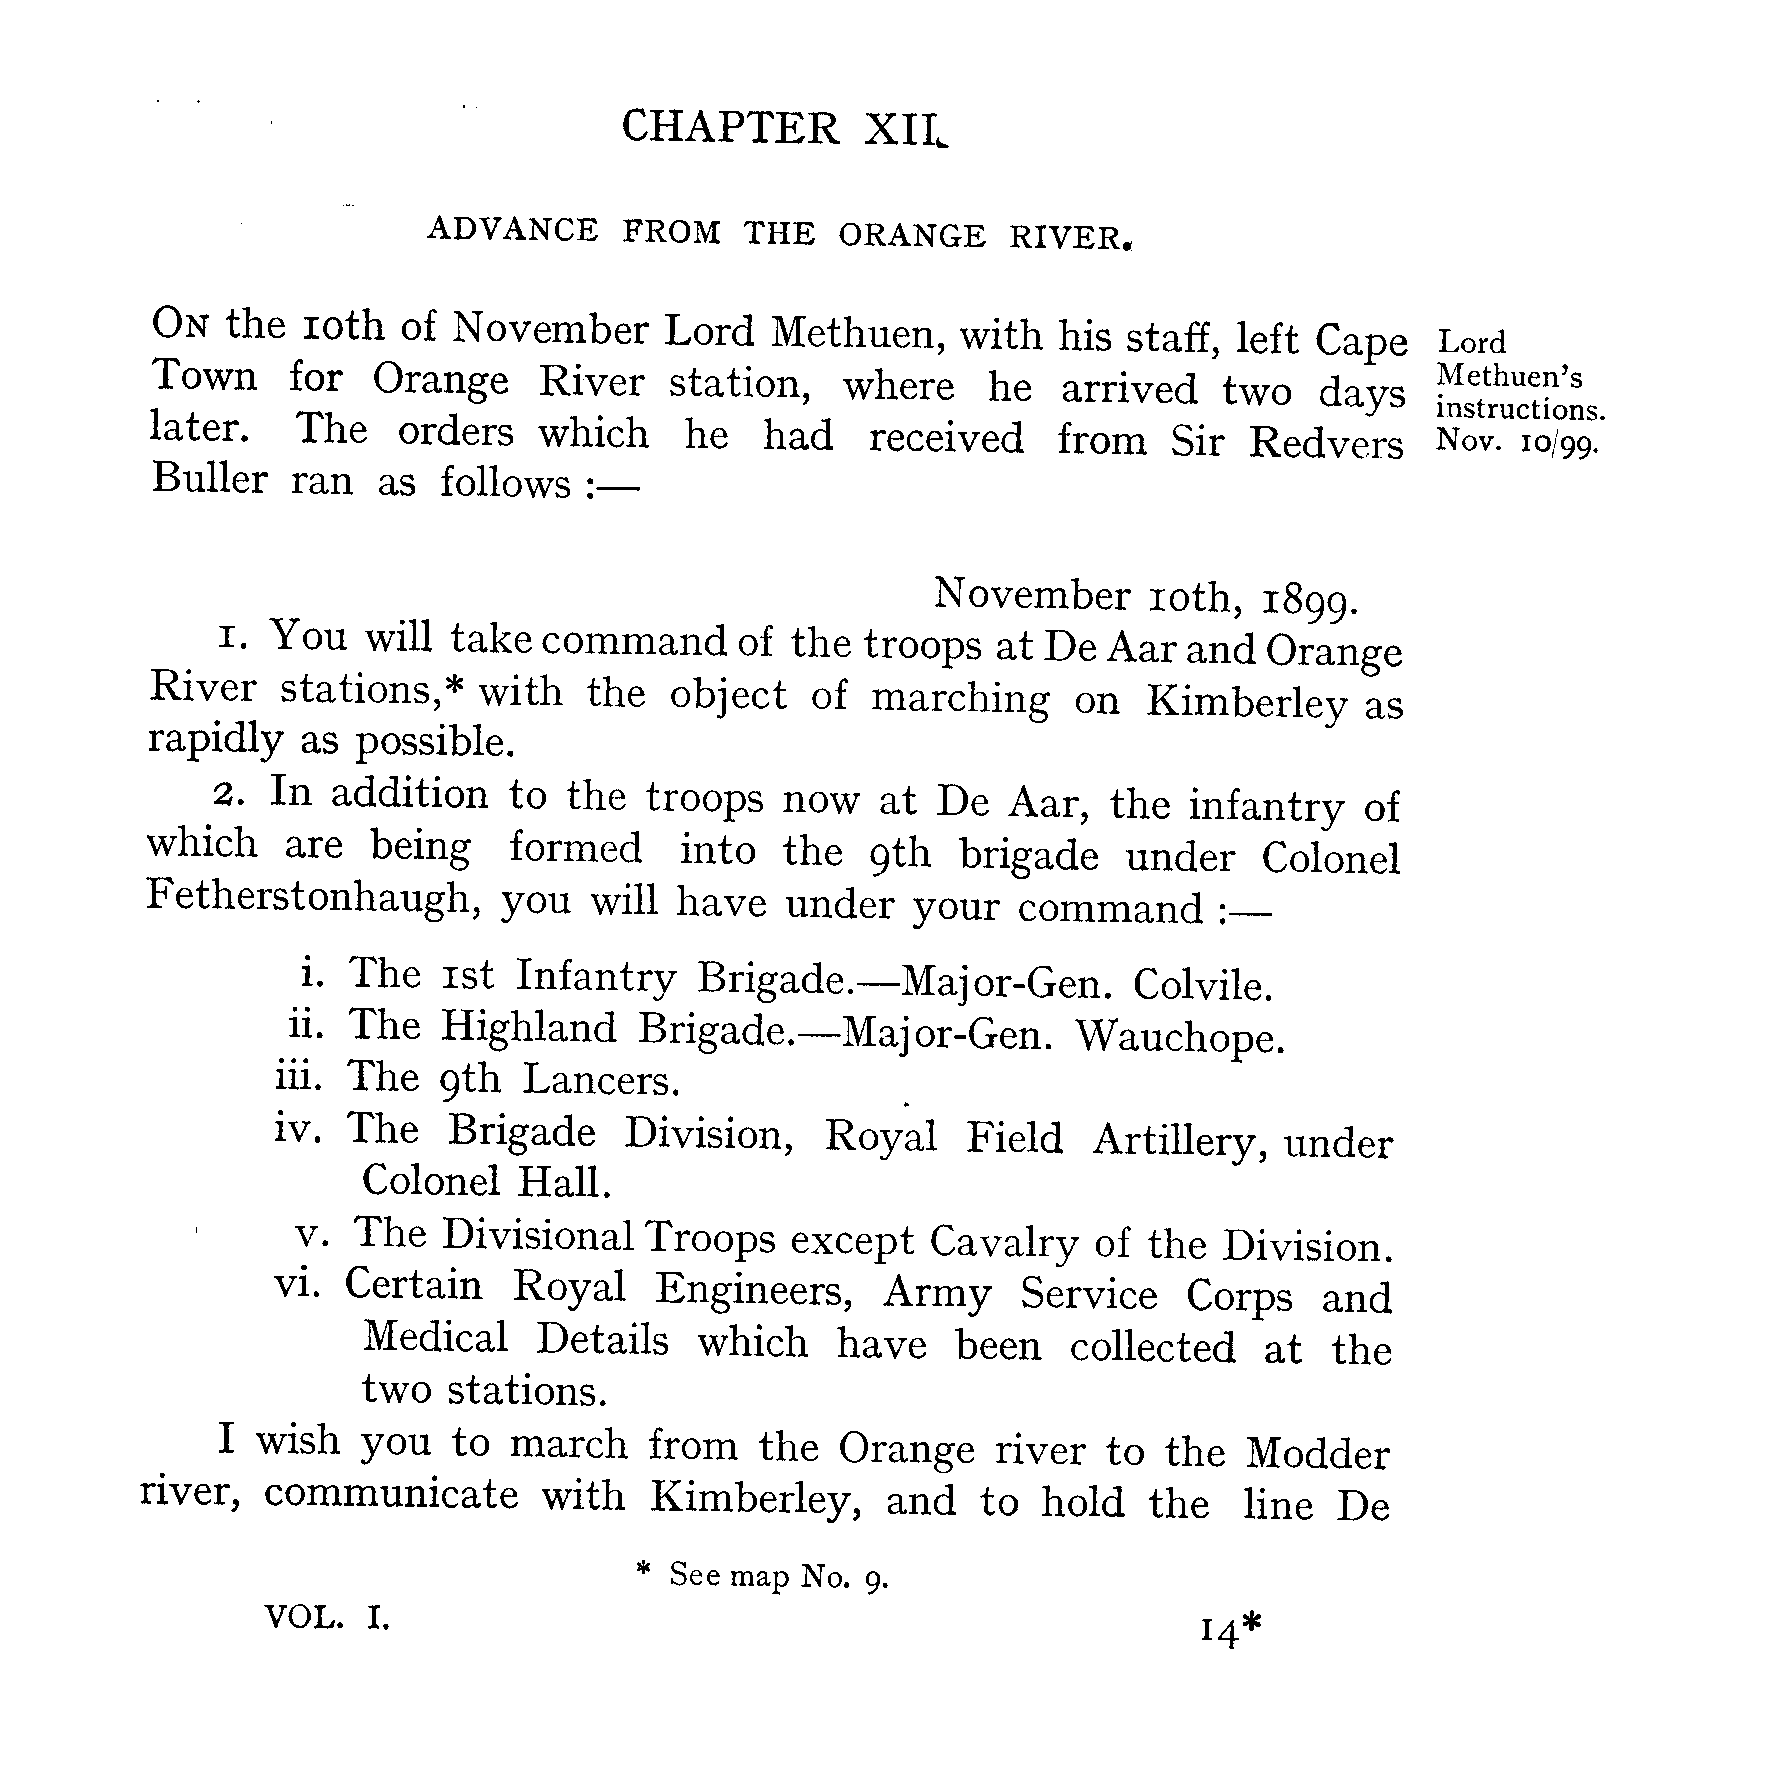 CHAPTER XII.
ADVANCE FROM THE ORANGE RIVER.
ON the 10th of November Lord Methuen, with his staff, left Cape
Town for Orange River station, where he arrived two days
later. The orders which he had received from Sir Redvers
Buller ran as follows :—
Lord
Methuen's
instructions.
Nov. 10/99.
November 10th, 1899.
1. You will take command of the troops at De Aar and Orange
River stations,* with the object of marching on Kimberley as
rapidly as possible.
2. In addition to the troops now at De Aar, the infantry of
which are being formed into the 9th brigade under Colonel
Fetherstonhaugh, you will have under your command :—
i. The 1st Infantry Brigade.—Major-Gen. Colvile.
ii. The Highland Brigade.—Major-Gen. Wauchope.
iii. The 9th Lancers.
iv. The Brigade Division, Royal Field Artillery, under
Colonel Hall.
v. The Divisional Troops except Cavalry of the Division.
vi. Certain Royal Engineers, Army Service Corps and
Medical Details which have been collected at the
two stations.
I wish you to march from the Orange river to the Modder
river, communicate with Kimberley, and to hold the line De
* See map No. 9.
VOL. I.
14*